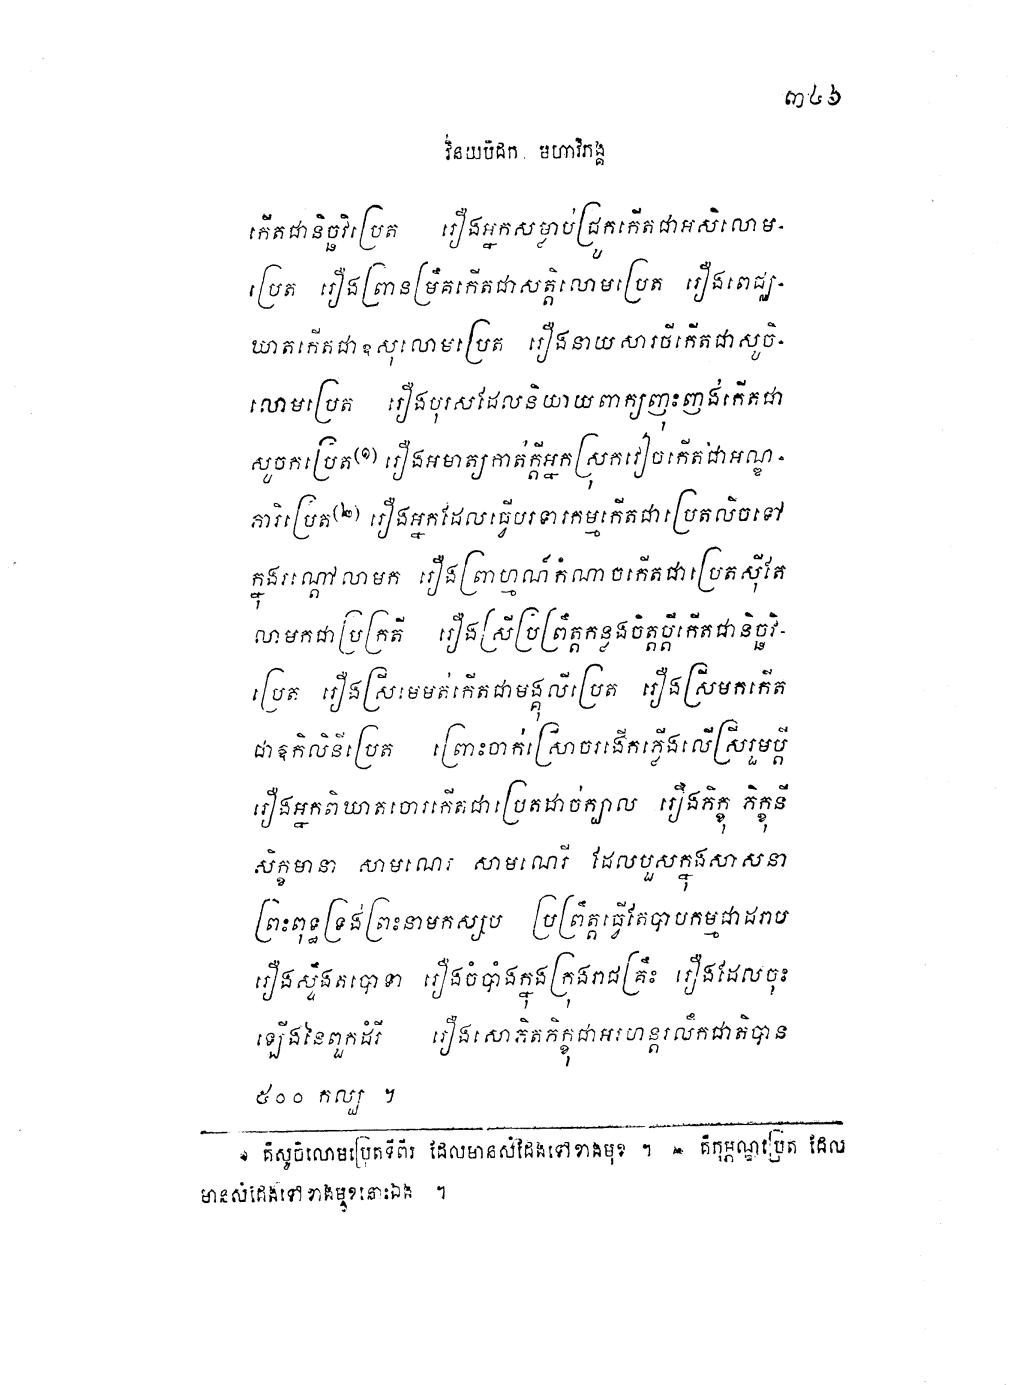 ៣៤៦
វិនយបិដក មហាវិភង្គ
កើតជានិច្ឆវិប្រេត រឿងអ្នកសម្លាប់ជ្រូកកើតជាអសិលោម-
ប្រេត រឿងព្រានម្រឹគកើតជាសត្តិលោមប្រេត រឿងពេជ្ឈ-
ឃាតកើតជាឧសុលោមប្រេត រឿងនាយសារថីកើតជាសូចិ-
លោមប្រេត រឿងបុរសដែលនិយាយពាក្យញុះញង់កើតជា
សូចកប្រេត(១) រឿងអមាត្យកាត់ក្តីអ្នកស្រុកវៀចកើតជាអណ្ឌ-
ភារិប្រេត(២) រឿងអ្នកដែលធ្វើបរទារកម្មកើតជាប្រេតលិចទៅ
ក្នុងរណ្តៅលាមក រឿងព្រាហ្មណ៍កំណាចកើតជាប្រេតស៊ីតែ
លាមកជាប្រក្រតី រឿងស្រីប្រព្រឹត្តកន្លងចិត្តប្តីកើតជានិច្ឆវិ-
ប្រេត រឿងស្រីមេមត់កើតជាមង្គុលីប្រេត រឿងស្រីមកកើត
ជាឧកិលិនីប្រេត ព្រោះចាក់ស្រោចរងើកភ្លើងលើស្រីរួមប្តី
រឿងអ្នកពិឃាតចោរកើតជាប្រេតដាច់ក្បាល រឿងភិក្ខុ ភិក្ខុនី
សិក្ខមានា សាមណេរ សាមណេរី ដែលបួសក្នុងសាសនា
ព្រះពុទ្ធទ្រង់ព្រះនាមកស្សប ប្រព្រឹត្តធ្វើតែបាបកម្មជាដរាប
រឿងស្ទឹងតបោទា រឿងចំបាំងក្នុងក្រុងរាជគ្រឹះ រឿងដែលចុះ
ឡើងនៃពួកដំរី រឿងសោភិតភិក្ខុជាអរហន្តរលឹកជាតិបាន
៥០០ កល្ប ។
១ គឺសូចិលោមប្រេតទីពីរ ដែលមានសំដែងទៅខាងមុខ ។ ២ គឺកុម្ភណ្ឌប្រេត ដែល
មានសំដែងទៅខាងមុខនោះឯង ។